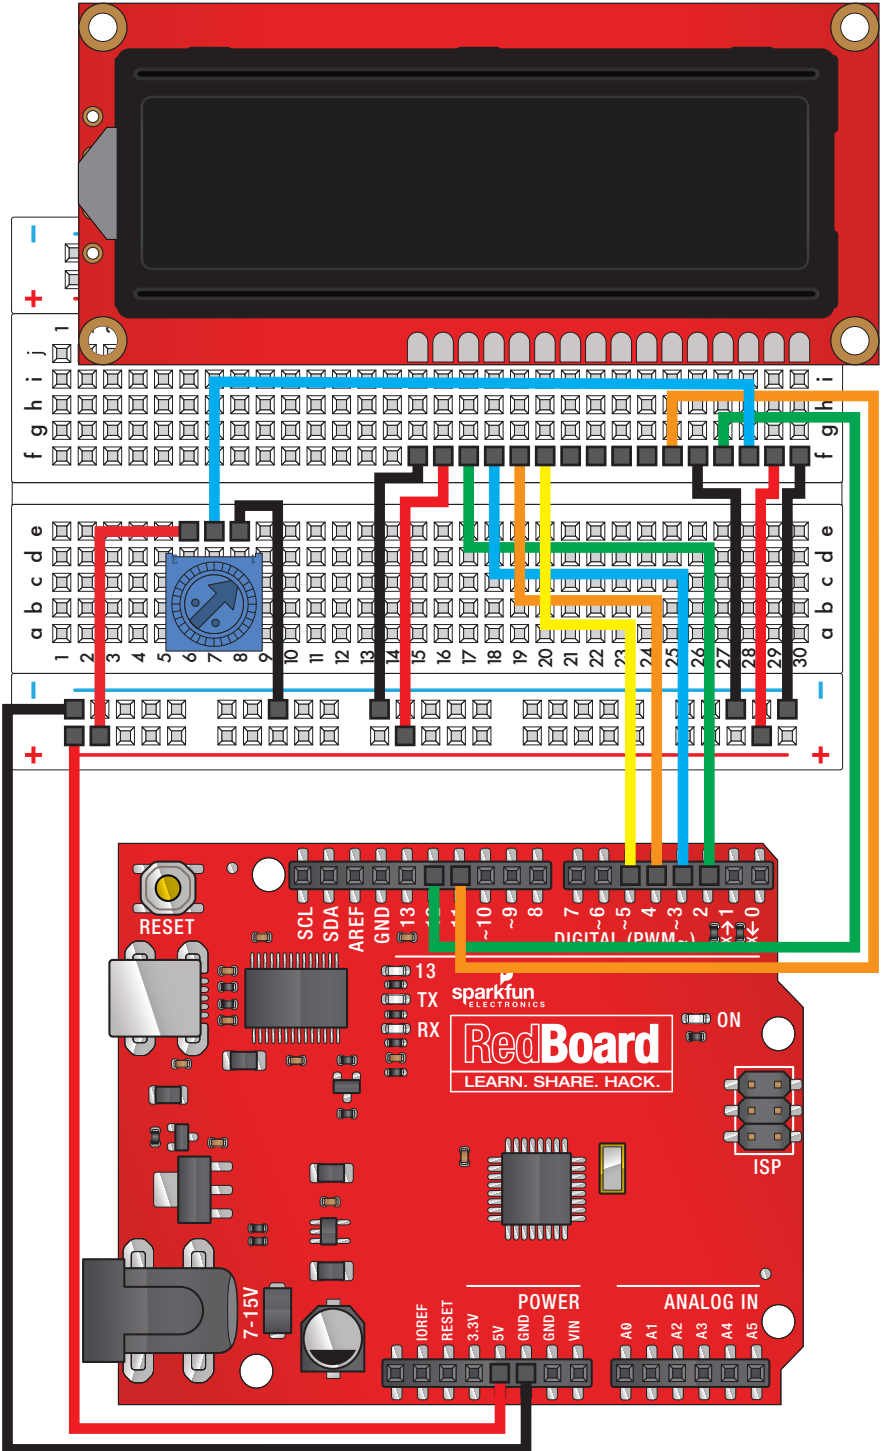 −
+
1
j
i i
h h
g g
f f
e e
d d
c c
b b
a a
1 2 3 4 5 6 7 8 9 10 11 12 13 14 15 16 17 18 19 20 21 22 23 24 25 26 27 28 29 30
− −
+ +
RESET
SCL SDA AREF GND 13 12 11 ~10 ~9 8 7 ~6 ~5 4 ~3 2 1 0
DIGITAL (PWM~)
13
TX
RX
sparkfun
ELECTRONICS
RedBoard
LEARN. SHARE. HACK.
ON
ISP
7-15V
POWER
ANALOG IN
IOREF RESET 3.3V 5V GND GND VIN A0 A1 A2 A3 A4 A5